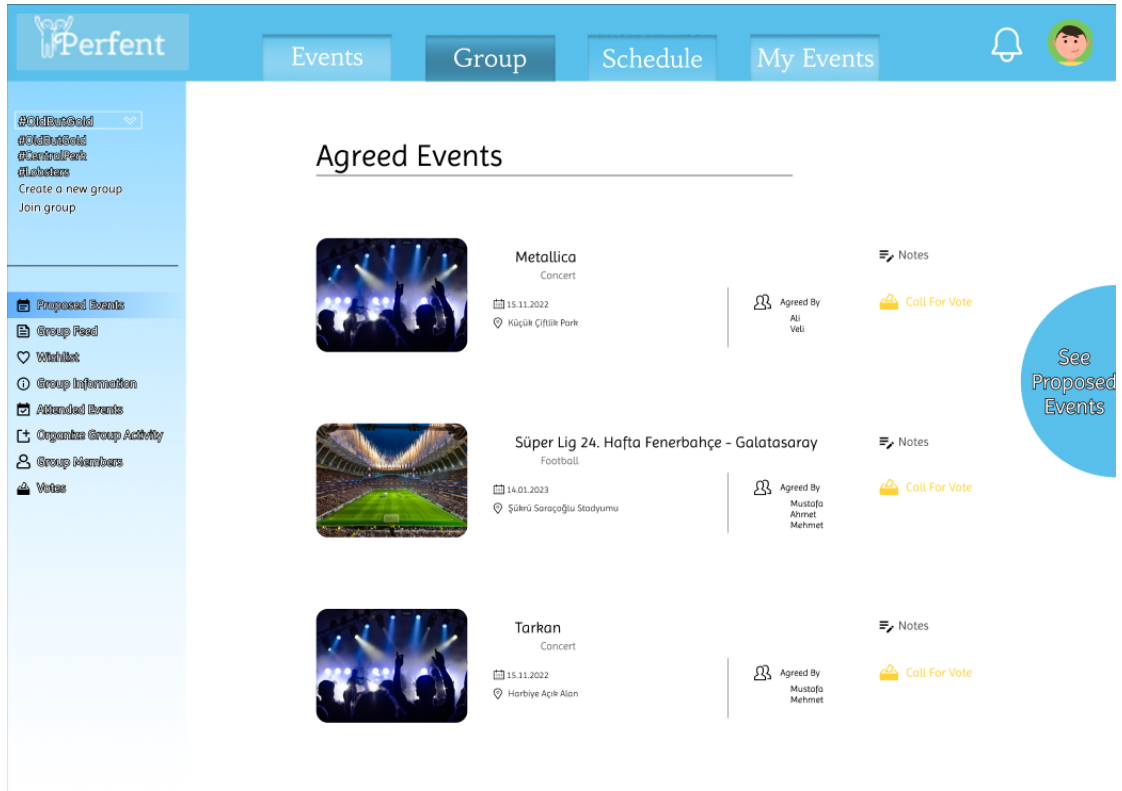 Perfent
Events
Group
Schedule
My Events
#OldButGold
#OldButGold
#CentralPerk
#Lobsters
Create a new group
Join group
Proposed Events
Group Feed
Wishlist
Group Information
Attended Events
Organize Group Activity
Group Members
Votes
Agreed Events
Metallica
Concert
15.11.2022
Küçük Çiftlik Park
Agreed By
Ali
Veli
Notes
Call For Vote
Süper Lig 24. Hafta Fenerbahçe - Galatasaray
Football
14.01.2023
Şükrü Saraçoğlu Stadyumu
Agreed By
Mustafa
Ahmet
Mehmet
Notes
Call For Vote
Tarkan
Concert
15.11.2022
Harbiye Açık Alan
Agreed By
Mustafa
Mehmet
Notes
Call For Vote
See
Proposed
Events